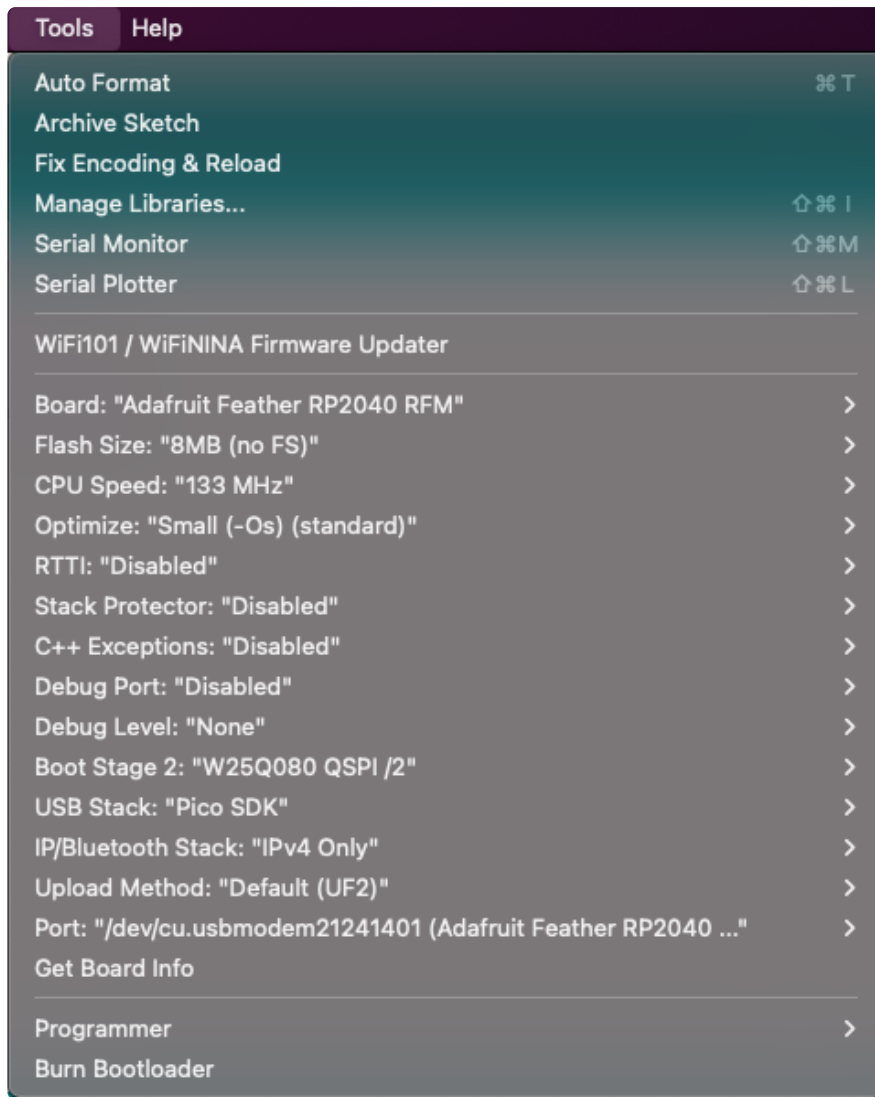 Tools Help
Auto Format ⌘ T
Archive Sketch
Fix Encoding & Reload
Manage Libraries... ⇧⌘ I
Serial Monitor ⇧⌘M
Serial Plotter ⇧⌘ L
WiFi101 / WiFiNINA Firmware Updater
Board: "Adafruit Feather RP2040 RFM"
Flash Size: "8MB (no FS)"
CPU Speed: "133 MHz"
Optimize: "Small (-Os) (standard)"
RTTI: "Disabled"
Stack Protector: "Disabled"
C++ Exceptions: "Disabled"
Debug Port: "Disabled"
Debug Level: "None"
Boot Stage 2: "W25Q080 QSPI /2"
USB Stack: "Pico SDK"
IP/Bluetooth Stack: "IPv4 Only"
Upload Method: "Default (UF2)"
Port: "/dev/cu.usbmodem21241401 (Adafruit Feather RP2040 ..."
Get Board Info
Programmer
Burn Bootloader